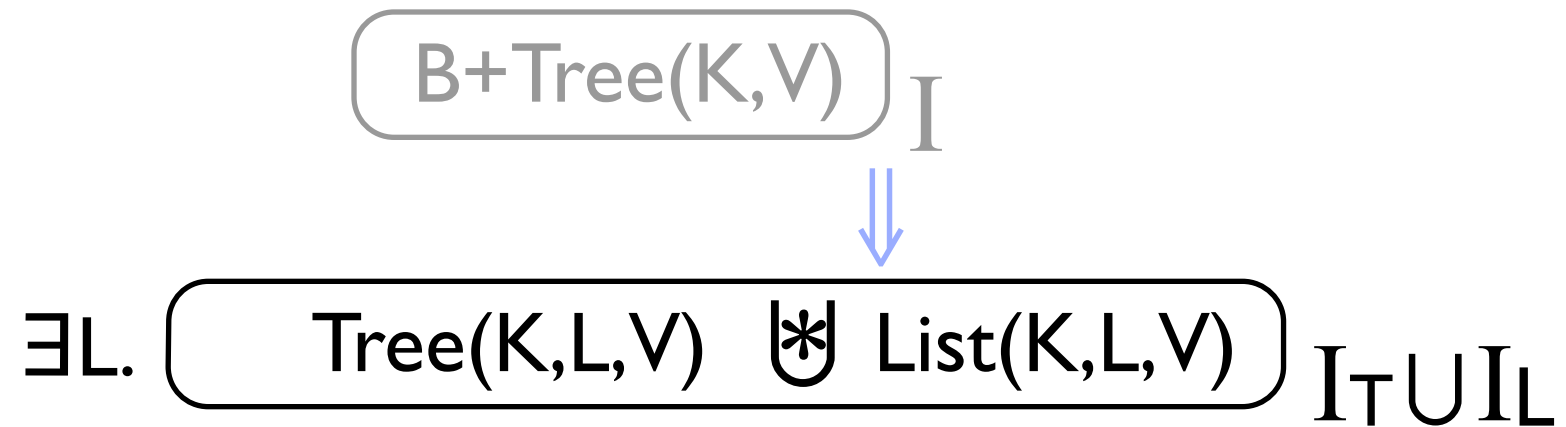 B+Tree(K,V) I
⇓
∃L. Tree(K,L,V) ⊎* List(K,L,V) I_T∪I_L